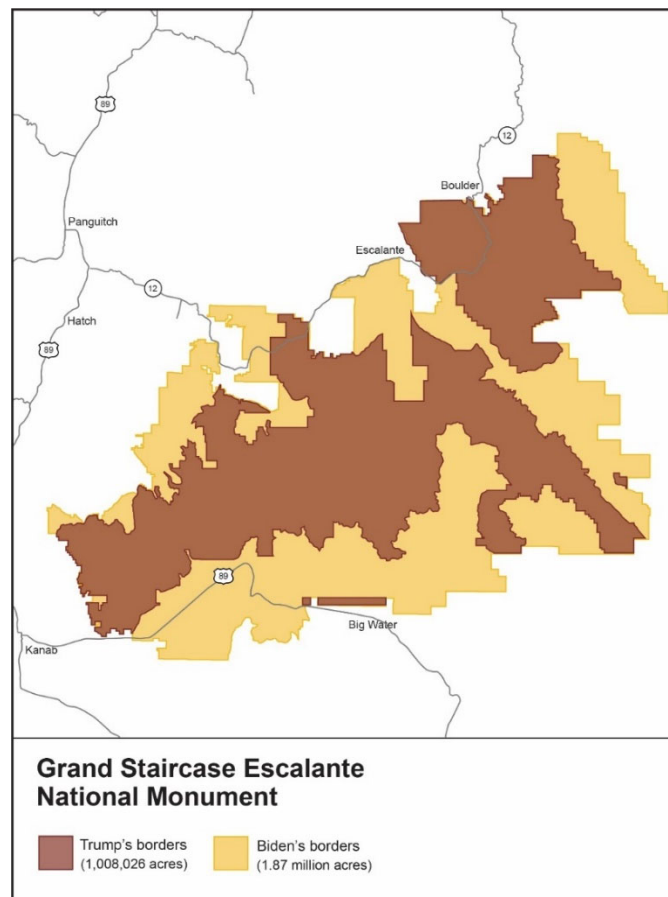 89
12
Boulder
Panguitch
Escalante
12
Hatch
89
89
Big Water
Kanab
Grand Staircase Escalante
National Monument
Trump's borders
(1,008,026 acres)
Biden's borders
(1.87 million acres)